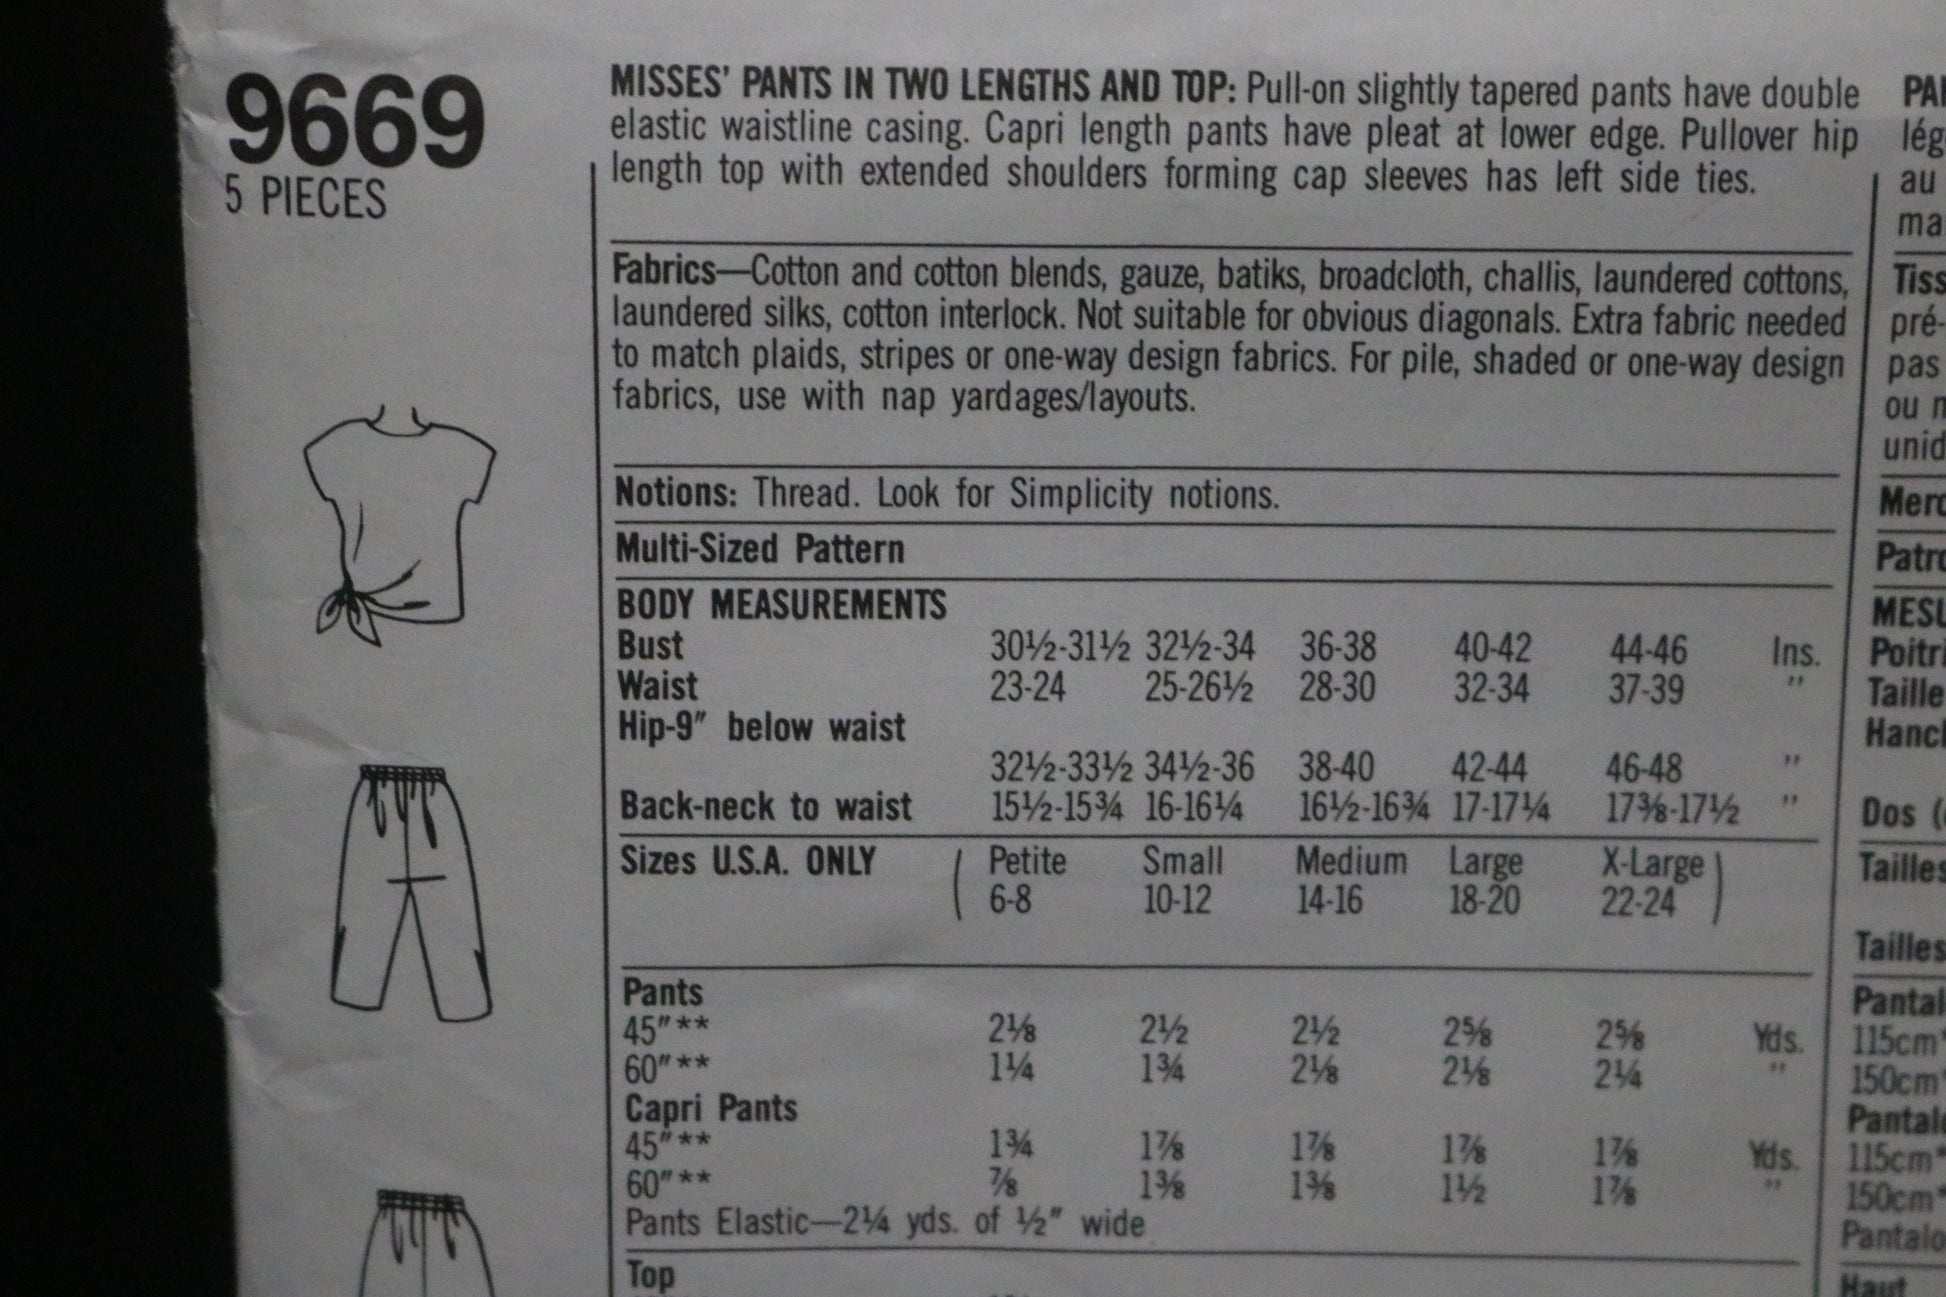 9669
5 PIECES
MISSES' PANTS IN TWO LENGTHS AND TOP: Pull-on slightly tapered pants have double
elastic waistline casing. Capri length pants have pleat at lower edge. Pullover hip
length top with extended shoulders forming cap sleeves has left side ties.
Fabrics—Cotton and cotton blends, gauze, batiks, broadcloth, challis, laundered cottons,
laundered silks, cotton interlock. Not suitable for obvious diagonals. Extra fabric needed
to match plaids, stripes or one-way design fabrics. For pile, shaded or one-way design
fabrics, use with nap yardages/layouts.
Notions: Thread. Look for Simplicity notions.
Multi-Sized Pattern
BODY MEASUREMENTS
Bust 30½-31½ 32½-34 36-38 40-42 44-46 Ins.
Waist 23-24 25-26½ 28-30 32-34 37-39 "
Hip-9" below waist
32½-33½ 34½-36 38-40 42-44 46-48 "
Back-neck to waist 15½-15¾ 16-16¼ 16½-16¾ 17-17¼ 17⅜-17½ "
Sizes U.S.A. ONLY ( Petite Small Medium Large X-Large )
6-8 10-12 14-16 18-20 22-24
Pants
45"** 2⅛ 2½ 2½ 2⅝ 2⅝ Yds.
60"** 1¼ 1¾ 2⅛ 2⅛ 2¼ "
Capri Pants
45"** 1¾ 1⅞ 1⅞ 1⅞ 1⅞ Yds.
60"** ⅞ 1⅜ 1⅜ 1½ 1⅞ "
Pants Elastic—2¼ yds. of ½" wide
Top
PA
lég
au
ma
Tiss
pré-
pas
ou
unid
Merc
Patro
MESU
Poitri
Taille
Hanc
Dos (
Tailles
Tailles
Pantal
115cm*
150cm*
Pantal
115cm*
150cm*
Pantalo
Haut